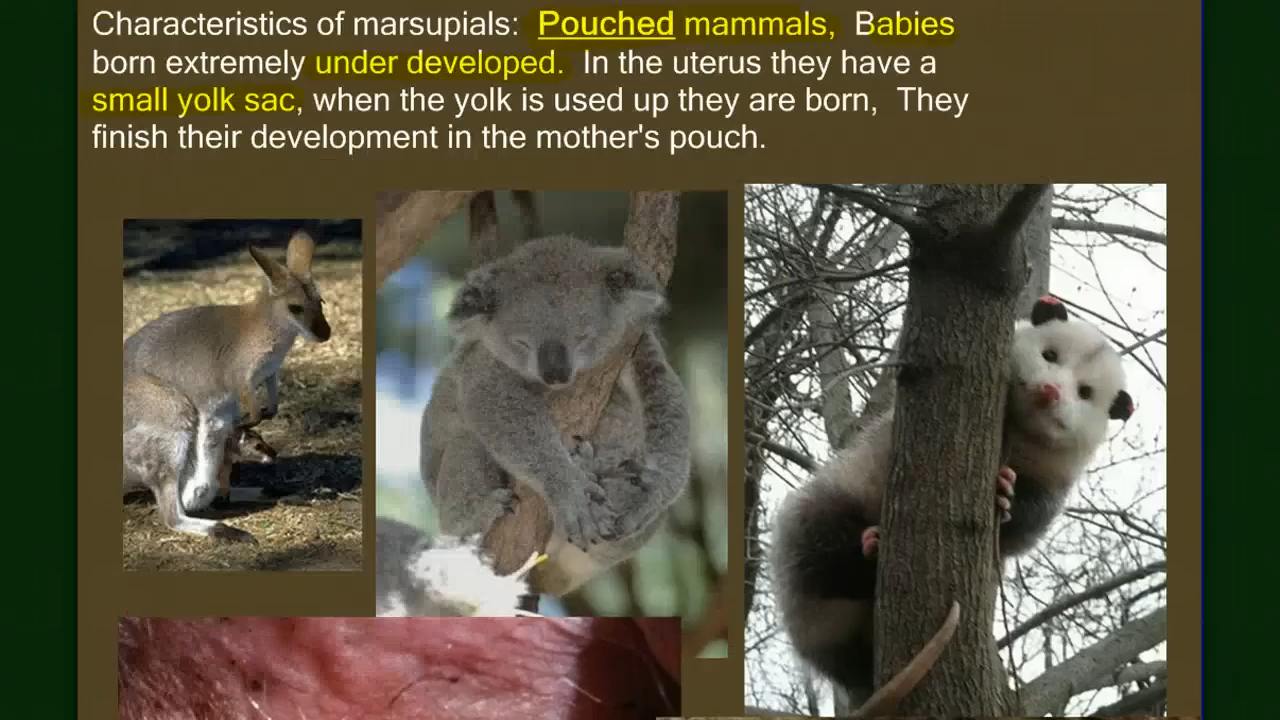 Characteristics of marsupials: Pouched mammals, Babies
born extremely under developed. In the uterus they have a
small yolk sac, when the yolk is used up they are born, They
finish their development in the mother's pouch.